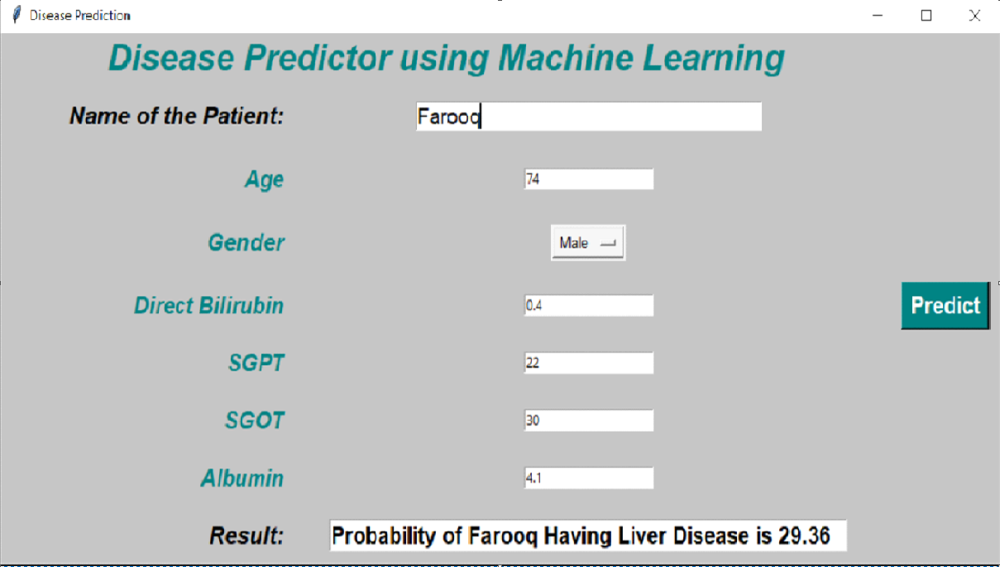 Disease Prediction
Disease Predictor using Machine Learning
Name of the Patient: Farooq
Age 74
Gender Male
Direct Bilirubin 0.4
Predict
SGPT 22
SGOT 30
Albumin 4.1
Result: Probability of Farooq Having Liver Disease is 29.36